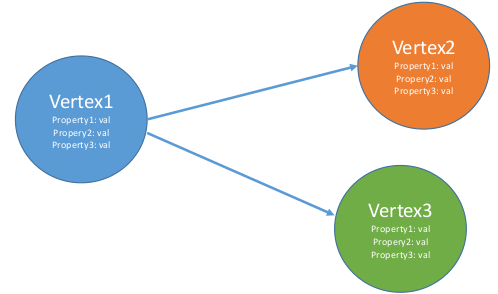 Vertex1
Property1: val
Propery2: val
Property3: val
Vertex2
Property1: val
Property2: val
Property3: val
Vertex3
Property1: val
Property2: val
Property3: val